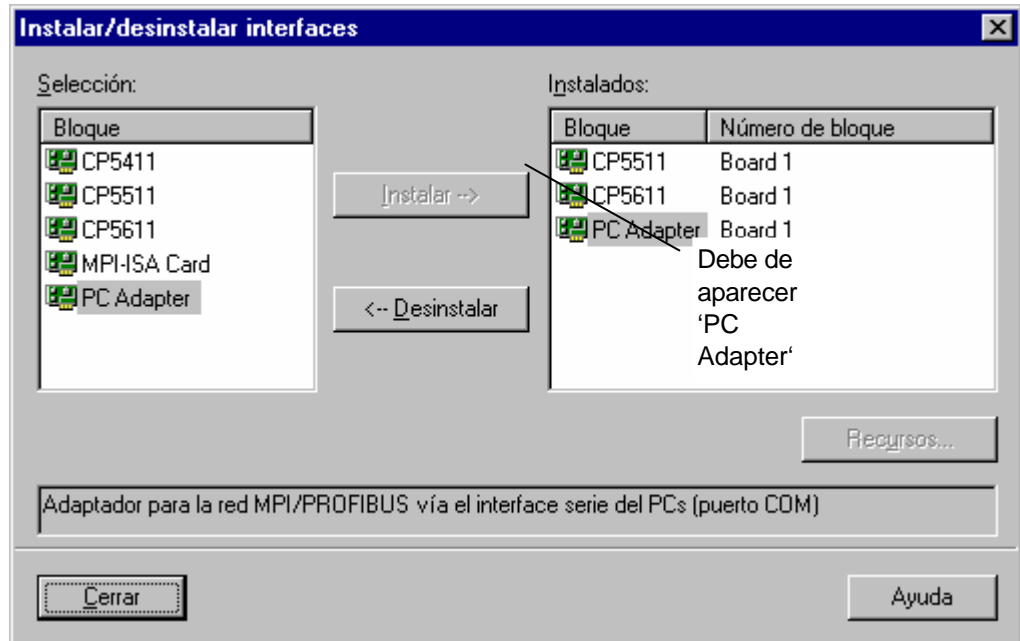 Instalar/desinstalar interfaces
Selección:
Bloque
CP5411
CP5511
CP5611
MPI-ISA Card
PC Adapter
Instalar -->
<-- Desinstalar
Instalados:
Bloque Número de bloque
CP5511 Board 1
CP5611 Board 1
PC Adapter Board 1
Debe de
aparecer
‘PC
Adapter‘
Recursos...
Adaptador para la red MPI/PROFIBUS vía el interface serie del PCs (puerto COM)
Cerrar
Ayuda